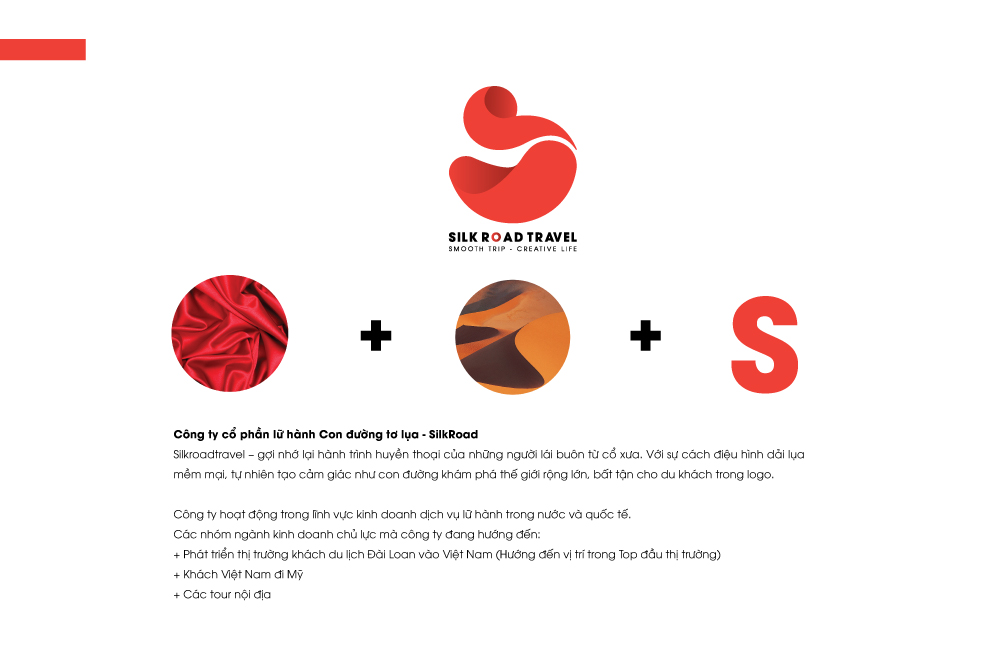 SILK ROAD TRAVEL
SMOOTH TRIP - CREATIVE LIFE
S
Công ty cổ phần lữ hành Con đường tơ lụa - SilkRoad
Silkroadtravel – gợi nhớ lại hành trình huyền thoại của những người lái buôn từ cổ xưa. Với sự cách điệu hình dải lụa
mềm mại, tự nhiên tạo cảm giác như con đường khám phá thế giới rộng lớn, bất tận cho du khách trong logo.
Công ty hoạt động trong lĩnh vực kinh doanh dịch vụ lữ hành trong nước và quốc tế.
Các nhóm ngành kinh doanh chủ lực mà công ty đang hướng đến:
+ Phát triển thị trường khách du lịch Đài Loan vào Việt Nam (Hướng đến vị trí trong Top đầu thị trường)
+ Khách Việt Nam đi Mỹ
+ Các tour nội địa